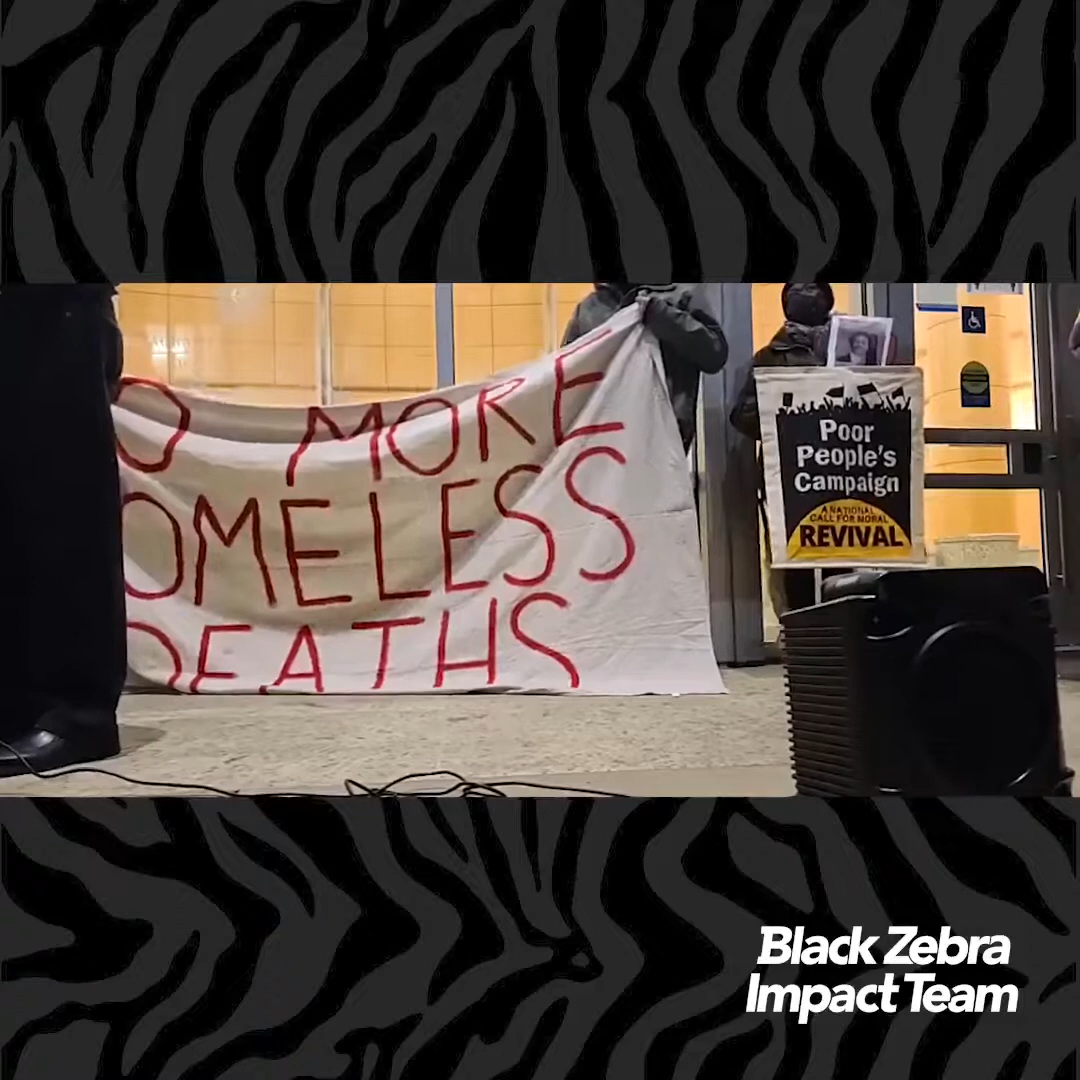 O MORE
OMELESS
DEATHS
Poor
People's
Campaign
A NATIONAL
CALL FOR MORAL
REVIVAL
Black Zebra
Impact Team